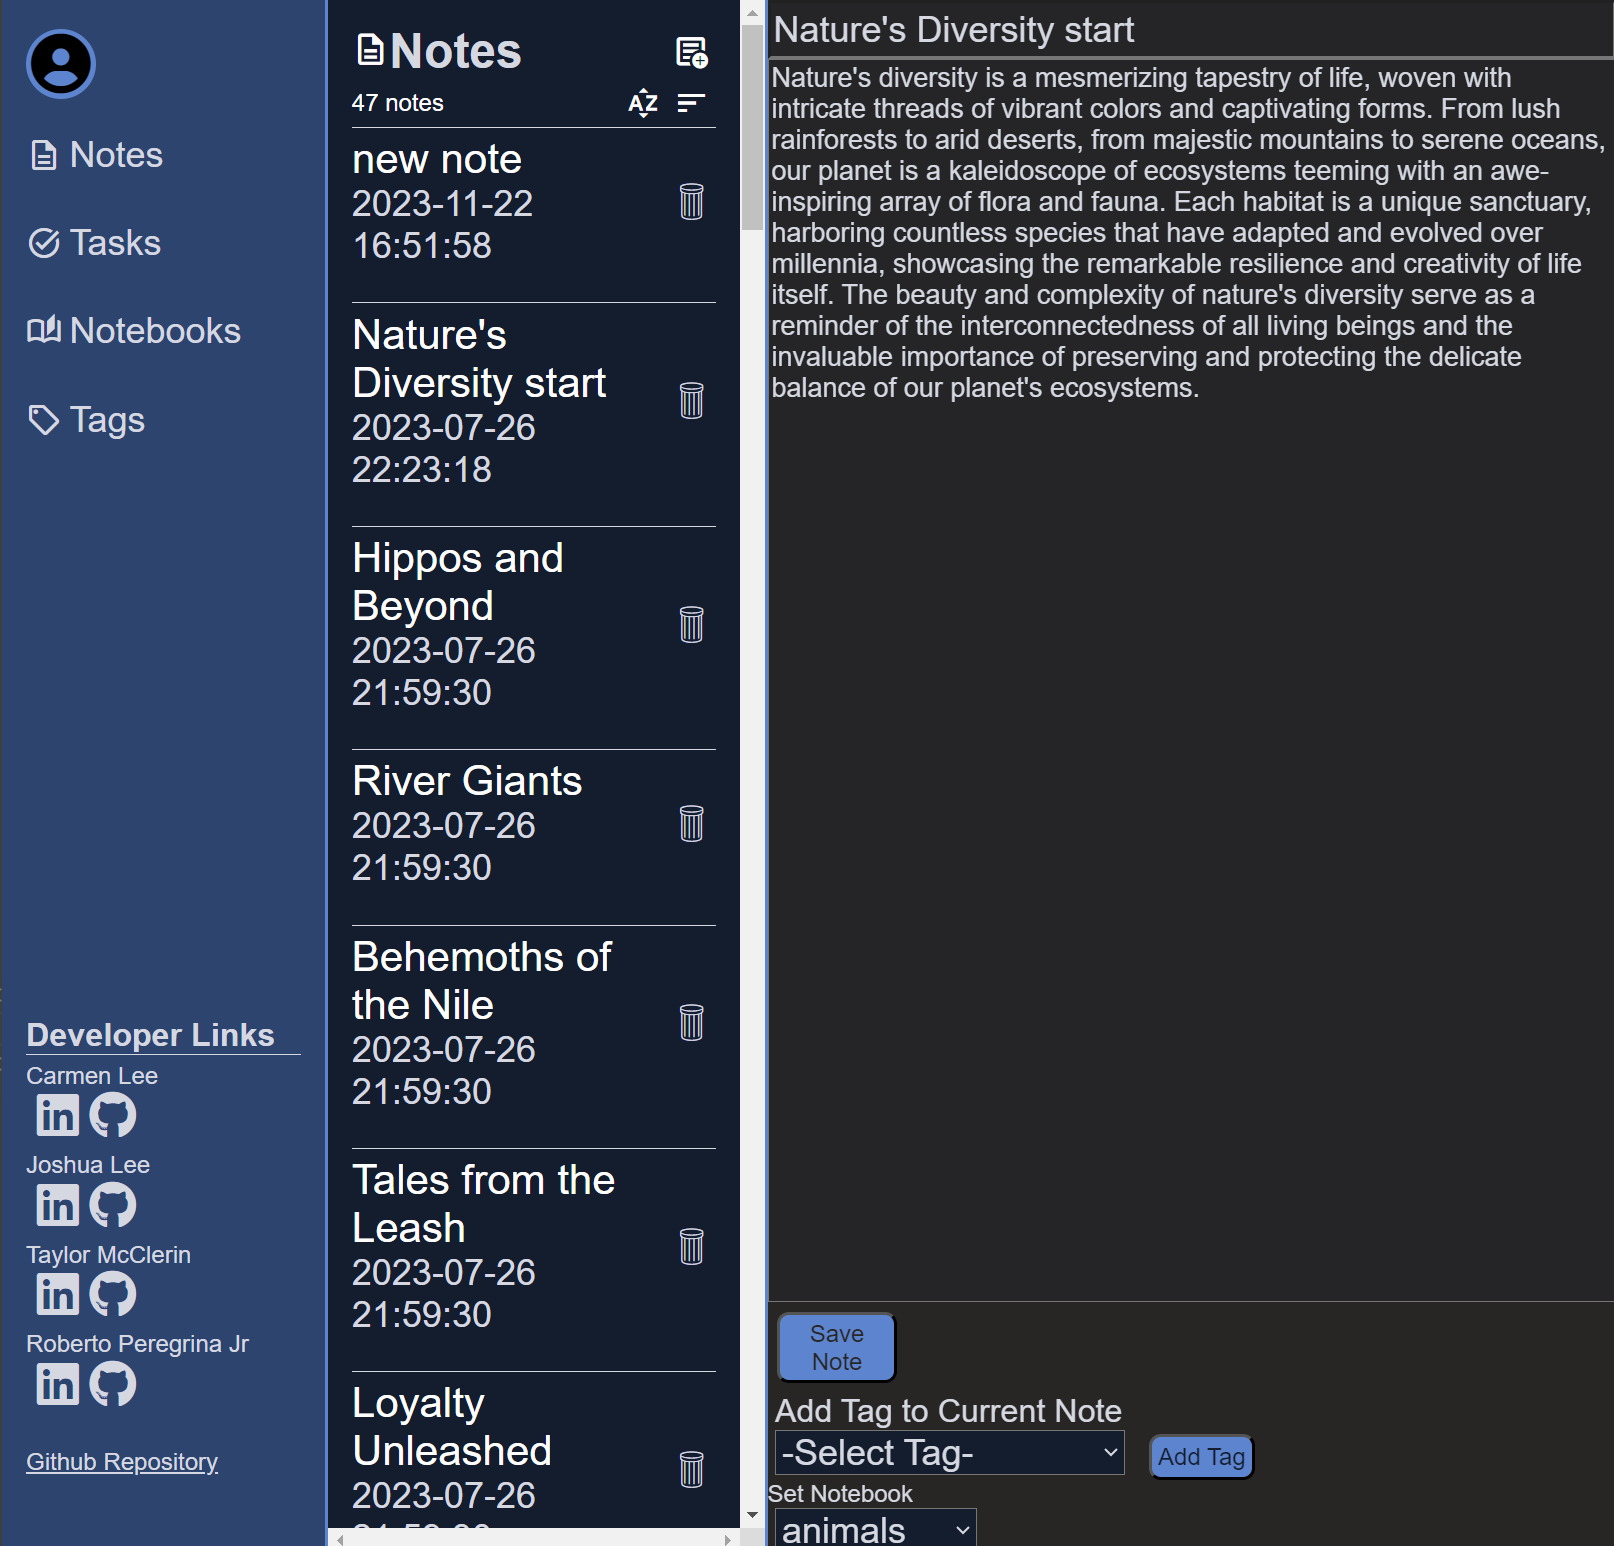 Notes
Tasks
Notebooks
Tags
Developer Links
Carmen Lee
Joshua Lee
Taylor McClerin
Roberto Peregrina Jr
Github Repository
Notes
47 notes
AZ
new note
2023-11-22
16:51:58
Nature's
Diversity start
2023-07-26
22:23:18
Hippos and
Beyond
2023-07-26
21:59:30
River Giants
2023-07-26
21:59:30
Behemoths of
the Nile
2023-07-26
21:59:30
Tales from the
Leash
2023-07-26
21:59:30
Loyalty
Unleashed
2023-07-26
Nature's Diversity start
Nature's diversity is a mesmerizing tapestry of life, woven with
intricate threads of vibrant colors and captivating forms. From lush
rainforests to arid deserts, from majestic mountains to serene oceans,
our planet is a kaleidoscope of ecosystems teeming with an awe-
inspiring array of flora and fauna. Each habitat is a unique sanctuary,
harboring countless species that have adapted and evolved over
millennia, showcasing the remarkable resilience and creativity of life
itself. The beauty and complexity of nature's diversity serve as a
reminder of the interconnectedness of all living beings and the
invaluable importance of preserving and protecting the delicate
balance of our planet's ecosystems.
Save
Note
Add Tag to Current Note
-Select Tag-
Add Tag
Set Notebook
animals